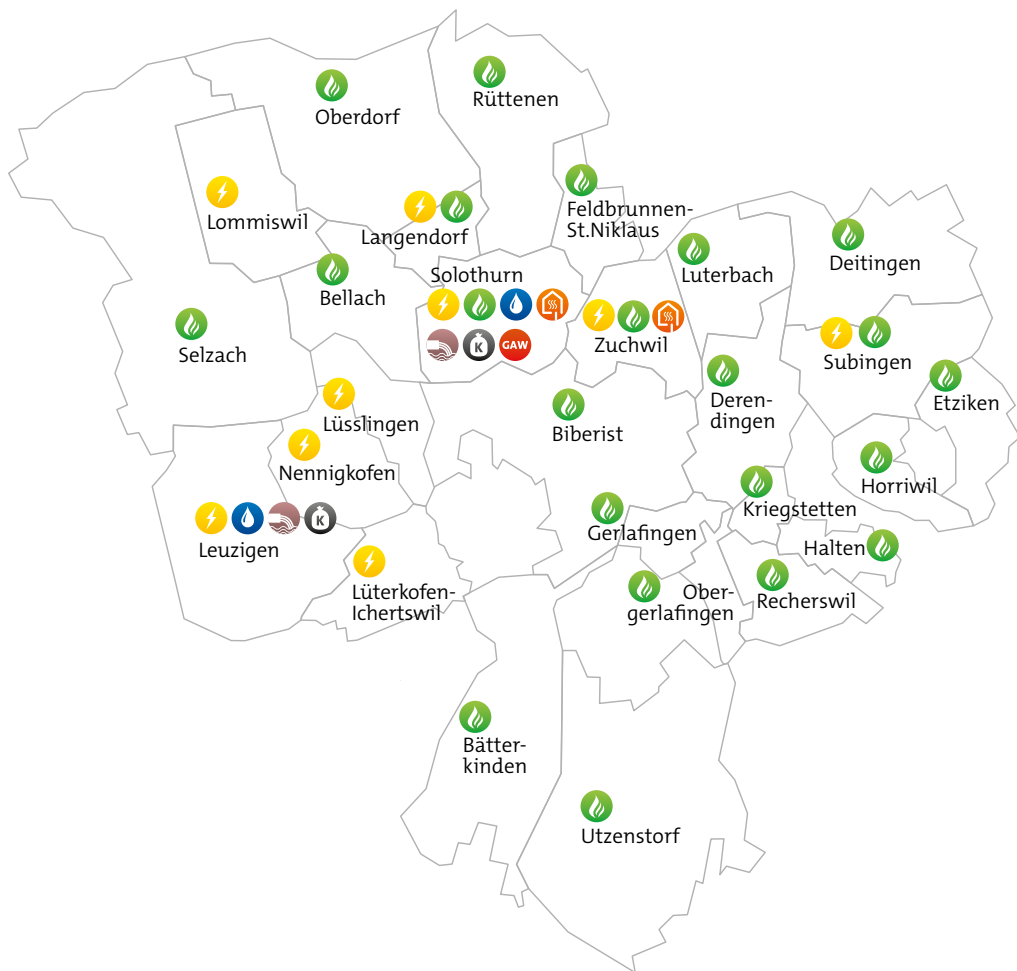 Oberdorf
Rüttenen
Lommiswil
Langendorf
Feldbrunnen-
St.Niklaus
Luterbach
Deitingen
Bellach
Solothurn
Selzach
K
GAW
Zuchwil
Subingen
Lüsslingen
Biberist
Deren-
dingen
Etziken
Nennigkofen
Horriwil
K
Leuzigen
Gerlafingen
Kriegstetten
Halten
Lüterkofen-
Ichertswil
Ober-
gerlafingen
Recherswil
Bätter-
kinden
Utzenstorf